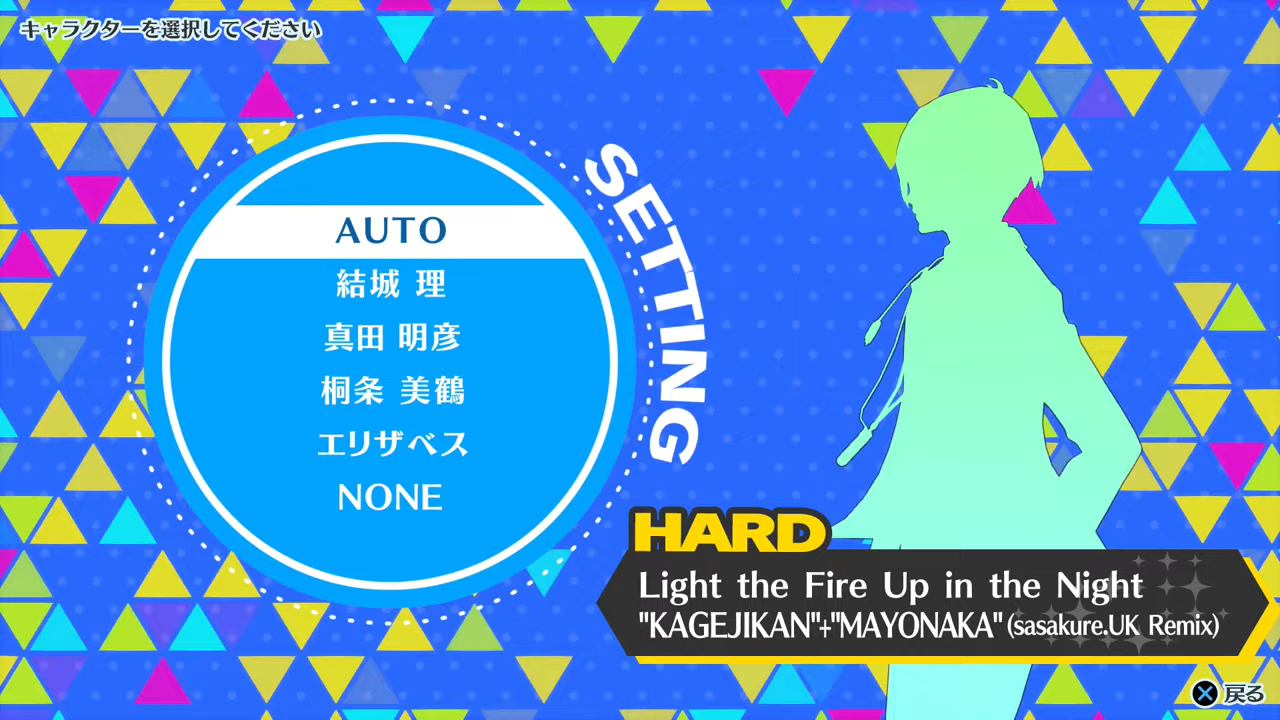 キャラクターを選択してください
SETTING
AUTO
結城 理
真田 明彦
桐条 美鶴
エリザベス
NONE
HARD
Light the Fire Up in the Night
"KAGEJIKAN"+"MAYONAKA" (sasakure.UK Remix)
戻る